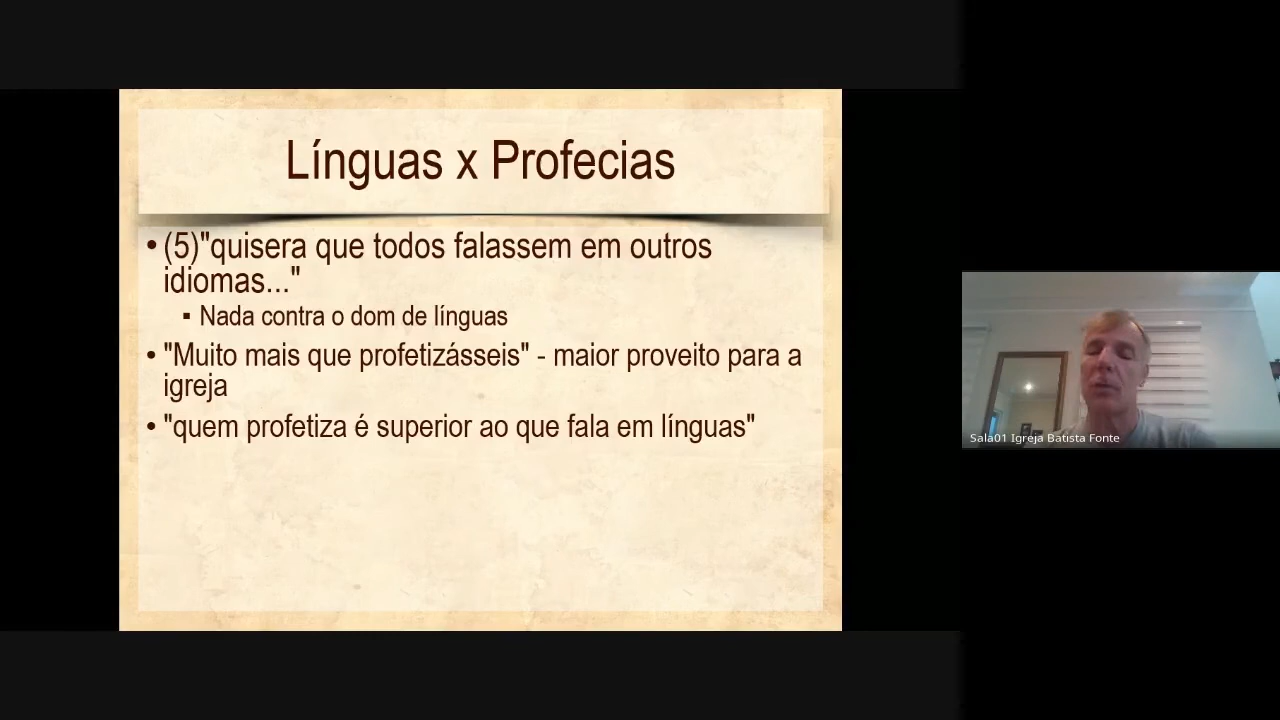 Línguas x Profecias
• (5)"quisera que todos falassem em outros
idiomas..."
▪ Nada contra o dom de línguas
• "Muito mais que profetizásseis" - maior proveito para a
igreja
• "quem profetiza é superior ao que fala em línguas"
Sala01 Igreja Batista Fonte